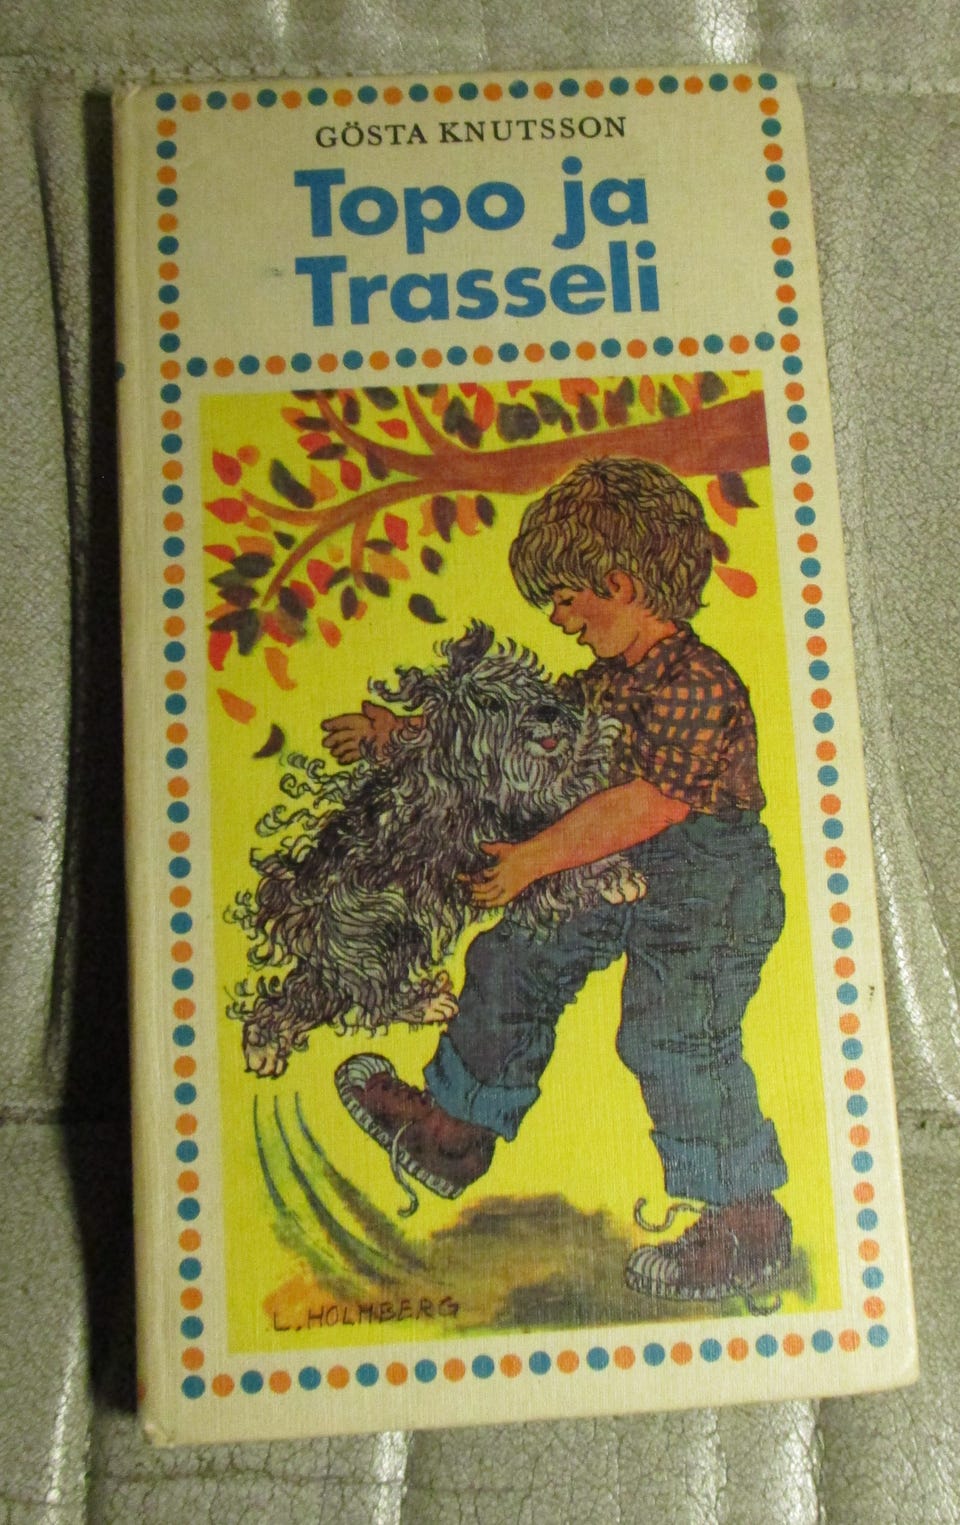 GÖSTA KNUTSSON
Topo ja
Trasseli
L. HOLMBERG